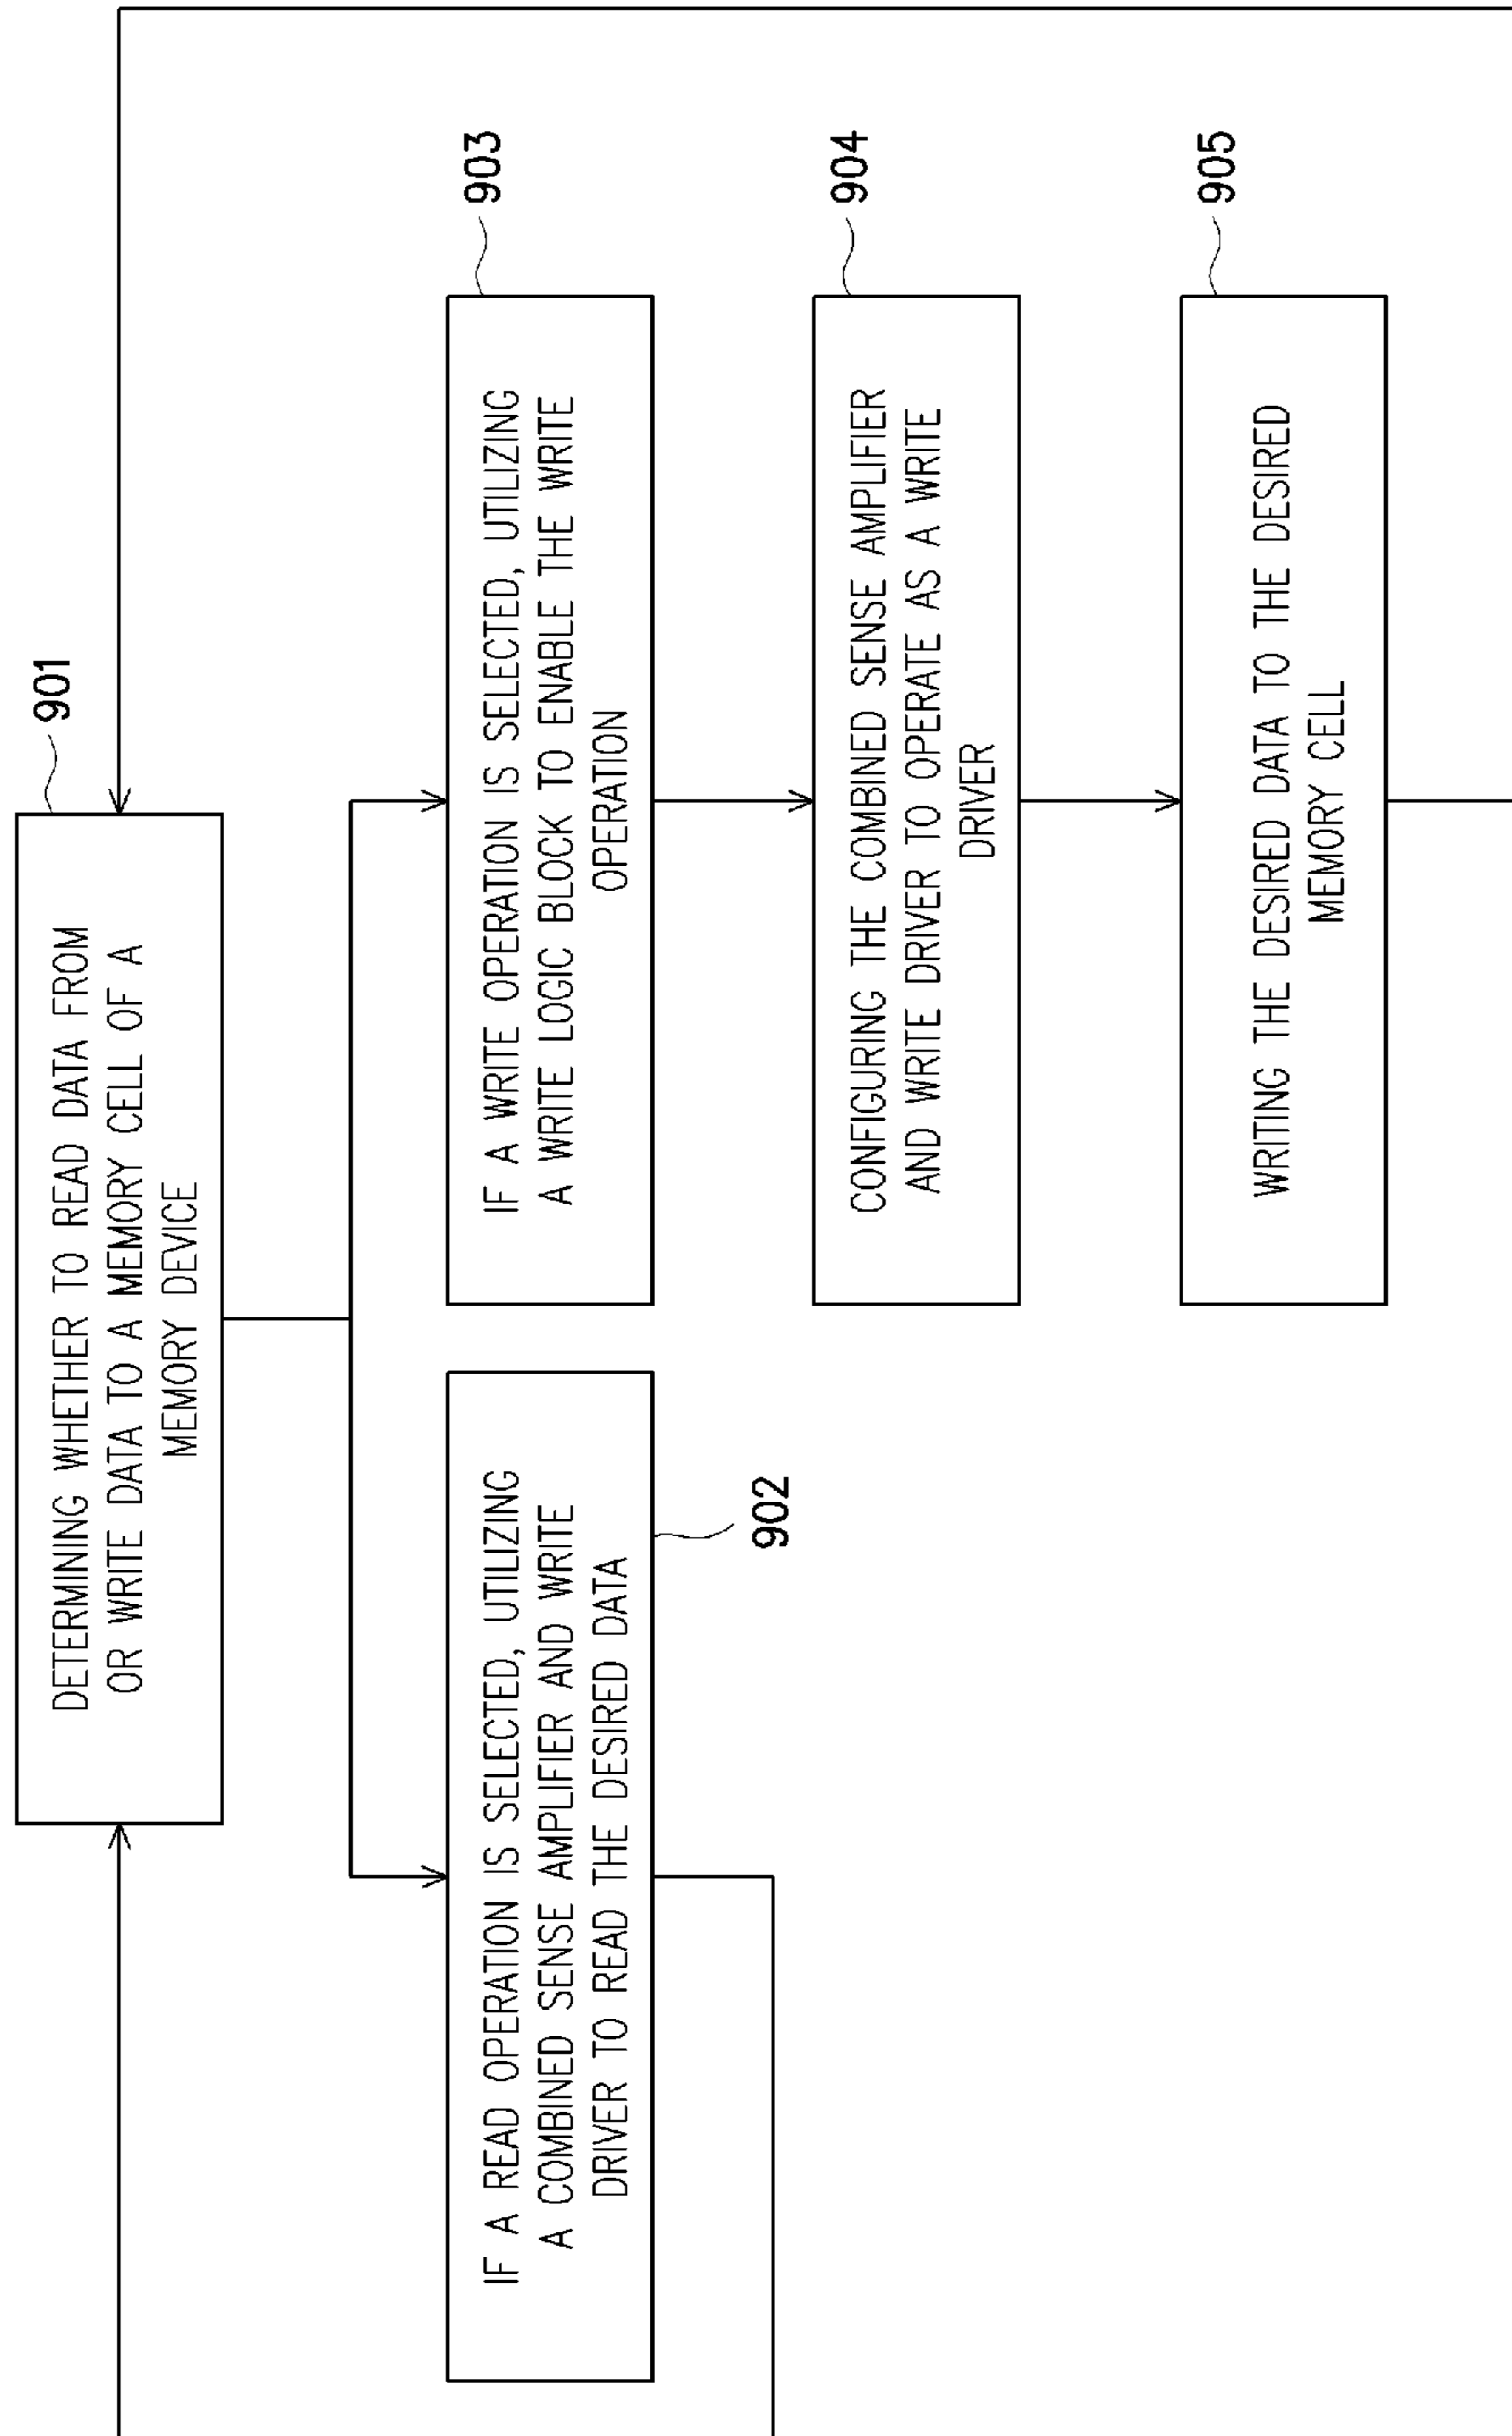 901
DETERMINING WHETHER TO READ DATA FROM
OR WRITE DATA TO A MEMORY CELL OF A
MEMORY DEVICE
IF A READ OPERATION IS SELECTED, UTILIZING
A COMBINED SENSE AMPLIFIER AND WRITE
DRIVER TO READ THE DESIRED DATA
902
903
IF A WRITE OPERATION IS SELECTED, UTILIZING
A WRITE LOGIC BLOCK TO ENABLE THE WRITE
OPERATION
904
CONFIGURING THE COMBINED SENSE AMPLIFIER
AND WRITE DRIVER TO OPERATE AS A WRITE
DRIVER
905
WRITING THE DESIRED DATA TO THE DESIRED
MEMORY CELL